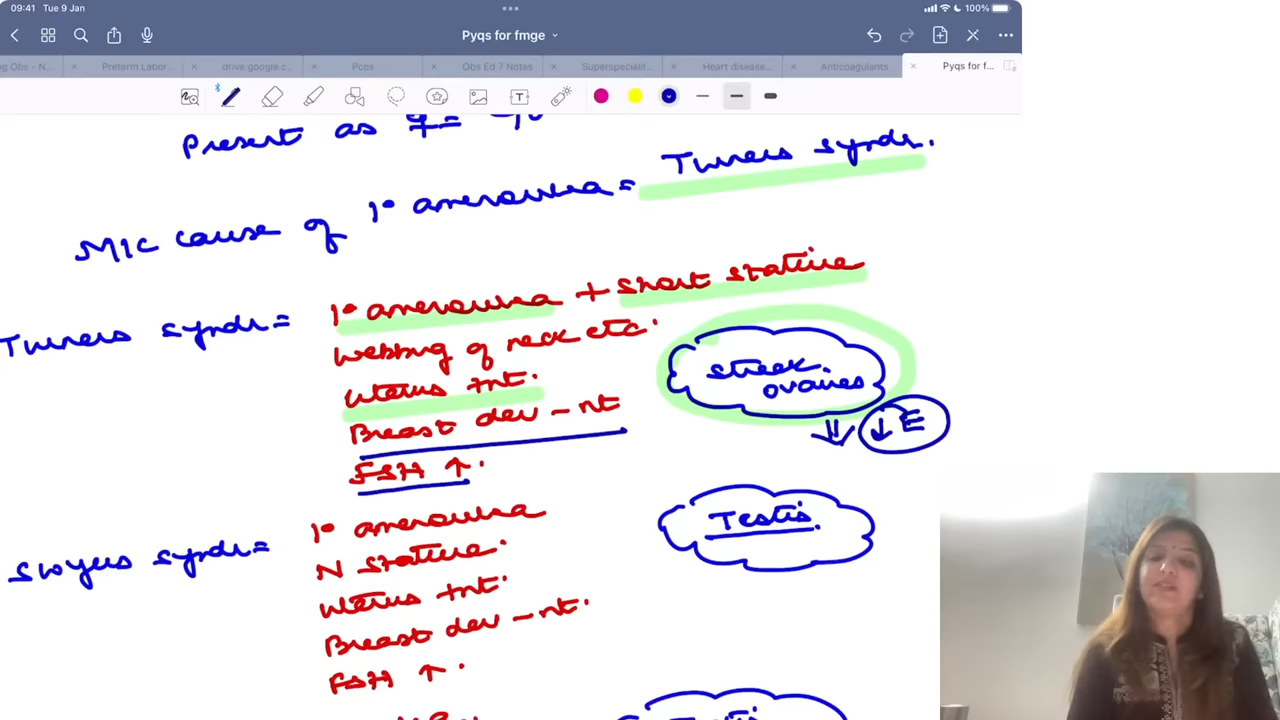 09:41 Tue 9 Jan
100%
Pyqs for fmge
g Obs - N...
Preterm Labor...
drive.google.c...
Pcos
Obs Ed 7 Notes
Superspecialit...
Heart disease...
Anticoagulants
Pyqs for f...
Present as
M/C cause of 1° amenorrhea = Turners syndr.
Turners syndr = 1° amenorrhea + short stature
Webbing of neck etc.
Uterus +nt.
Breast dev - nt
FSH ↑.
streak ovaries
↓ E
Swyers syndr = 1° amenorrhea
N stature.
Uterus +nt.
Breast dev - nt.
FSH ↑.
Testis.